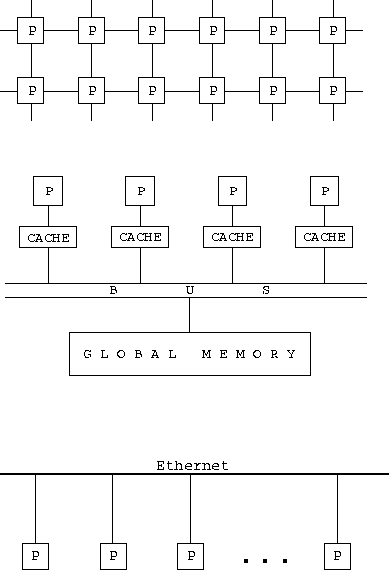 P P P P P P
P P P P P P
P P P P
CACHE CACHE CACHE CACHE
B U S
G L O B A L M E M O R Y
Ethernet
P P P . . . P